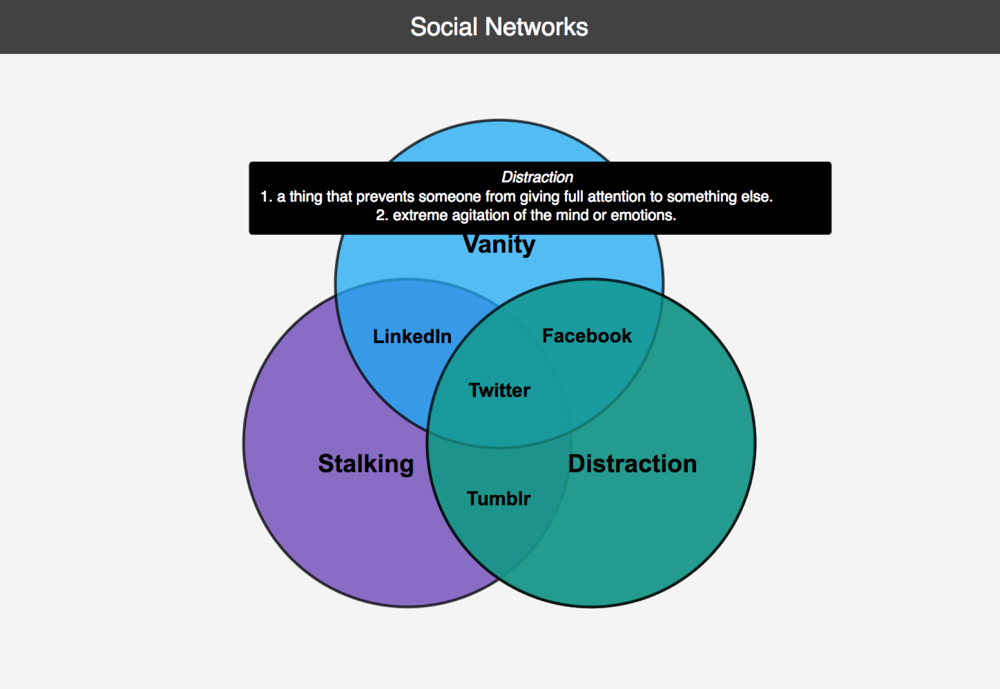 Social Networks
Distraction
1. a thing that prevents someone from giving full attention to something else.
2. extreme agitation of the mind or emotions.
Vanity
LinkedIn
Facebook
Twitter
Stalking
Distraction
Tumblr